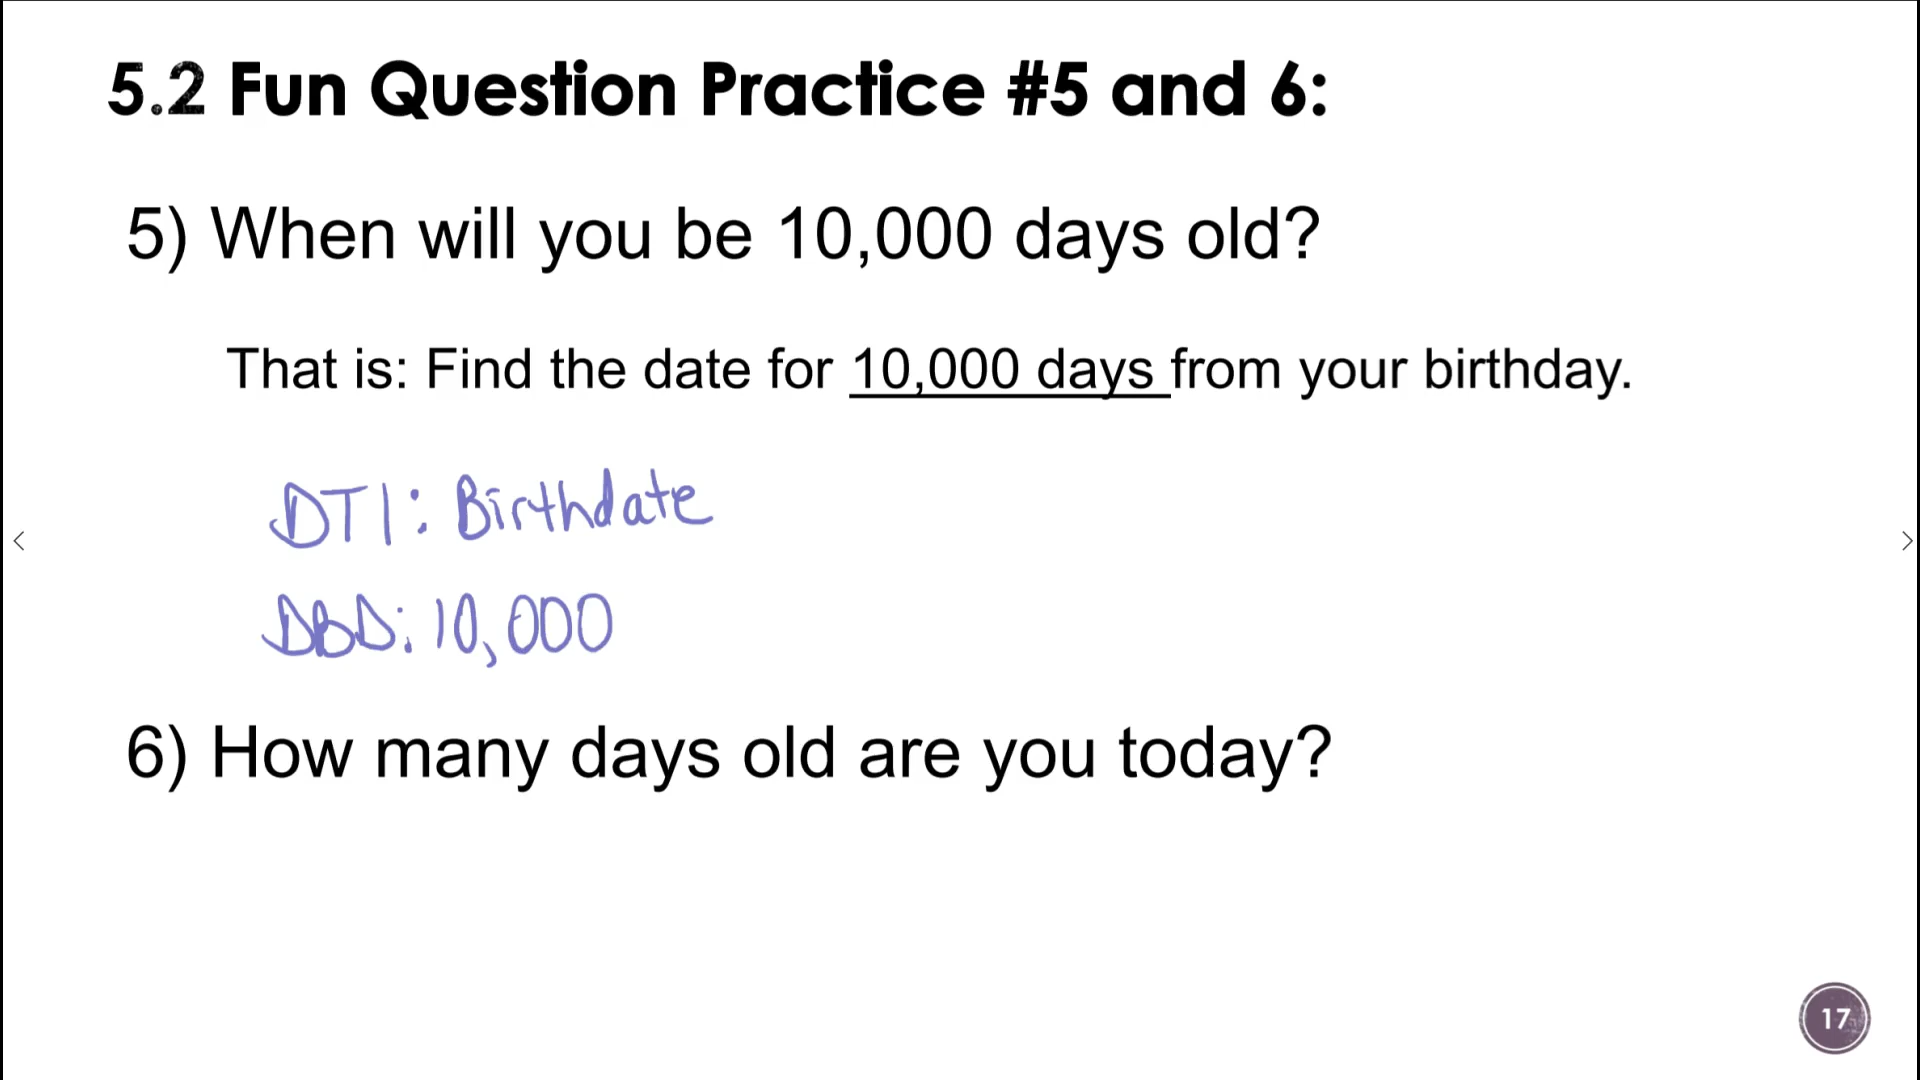 5.2 Fun Question Practice #5 and 6:
5) When will you be 10,000 days old?
That is: Find the date for 10,000 days from your birthday.
DT1: Birthdate
DBD: 10,000
6) How many days old are you today?
17